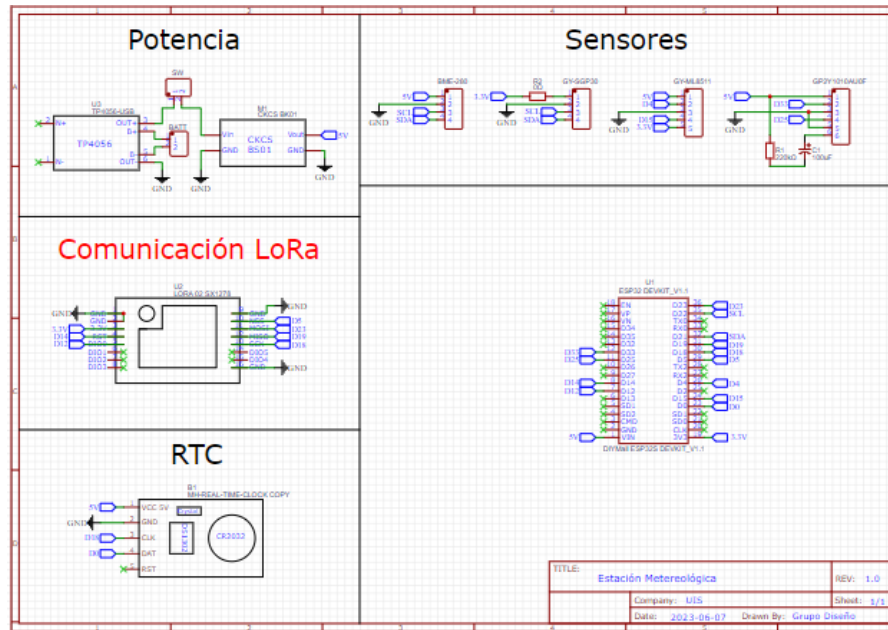 Potencia
SW
U3
TP4056-USB
N+
OUT+
B+
TP4056
BATT
B-
N-
OUT-
GND
M1
CKCS BK01
Vin
Vout
CKCS
BS01
GND
GND
5V
GND
GND
Sensores
BME-280
5V
GND
SCL
SDA
3.3V
R2
0Ω
GY-SGP30
GND
SCL
SDA
GY-ML8511
5V
D4
GND
D15
3.3V
GP2Y1010AU0F
5V
D33
GND
D25
R1
220kΩ
C1
100uF
Comunicación LoRa
U2
LORA 02 SX1278
GND
GND
GND
3.3V
3.3V
D14
RST
D12
DIO0
DIO1
DIO2
DIO3
GND
GND
NSS
D5
MOSI
D23
MISO
D19
SCK
D18
DIO5
DIO4
GND
GND
RTC
B1
MH-REAL-TIME-CLOCK COPY
5V
VCC 5V
GND
GND
CLK
D0
DAT
RST
Crystal
DS1302
CR2032
U1
ESP32 DEVKIT_V1.1
EN
VP
VN
D34
D35
D32
D33
D33
D25
D25
D26
D27
D14
D14
D12
D12
D13
SD2
CMD
GND
5V
VIN
D23
D23
D22
SCL
TX0
RX0
D21
SDA
D19
D19
D18
D18
D5
D5
TX2
RX2
D4
D4
D2
D15
D15
D0
D0
SD1
SD0
CLK
3V3
3.3V
DIYMall ESP32S DEVKIT_V1.1
TITLE:
Estación Metereológica
REV: 1.0
Company: UIS
Sheet: 1/1
Date: 2023-06-07
Drawn By: Grupo Diseño